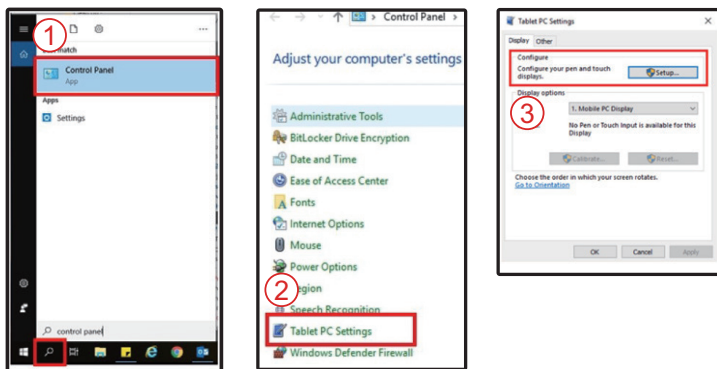 1
match
Control Panel
App
Apps
Settings
control panel
Control Panel
Adjust your computer's settings
Administrative Tools
BitLocker Drive Encryption
Date and Time
Ease of Access Center
Fonts
Internet Options
Mouse
Power Options
Region
2
Speech Recognition
Tablet PC Settings
Windows Defender Firewall
Tablet PC Settings
Display Other
Configure
Configure your pen and touch
displays.
Setup...
Display options
3
1. Mobile PC Display
No Pen or Touch Input is available for this
Display
Calibrate... Reset...
Choose the order in which your screen rotates.
Go to Orientation
OK Cancel Apply